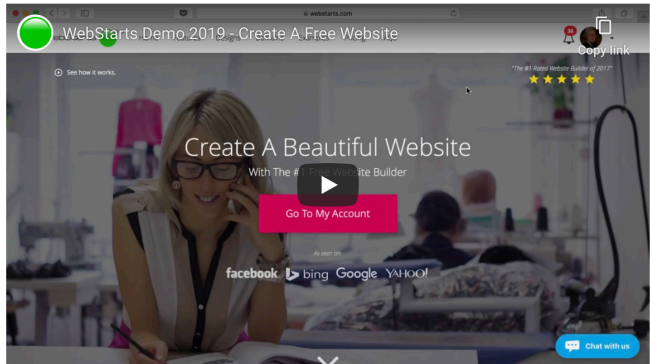 webstarts.com
WebStarts Demo 2019 - Create A Free Website
Copy link
See how it works.
"The #1 Rated Website Builder of 2017"
Create A Beautiful Website
With The #1 Free Website Builder
Go To My Account
As seen on:
facebook bing Google YAHOO!
Chat with us